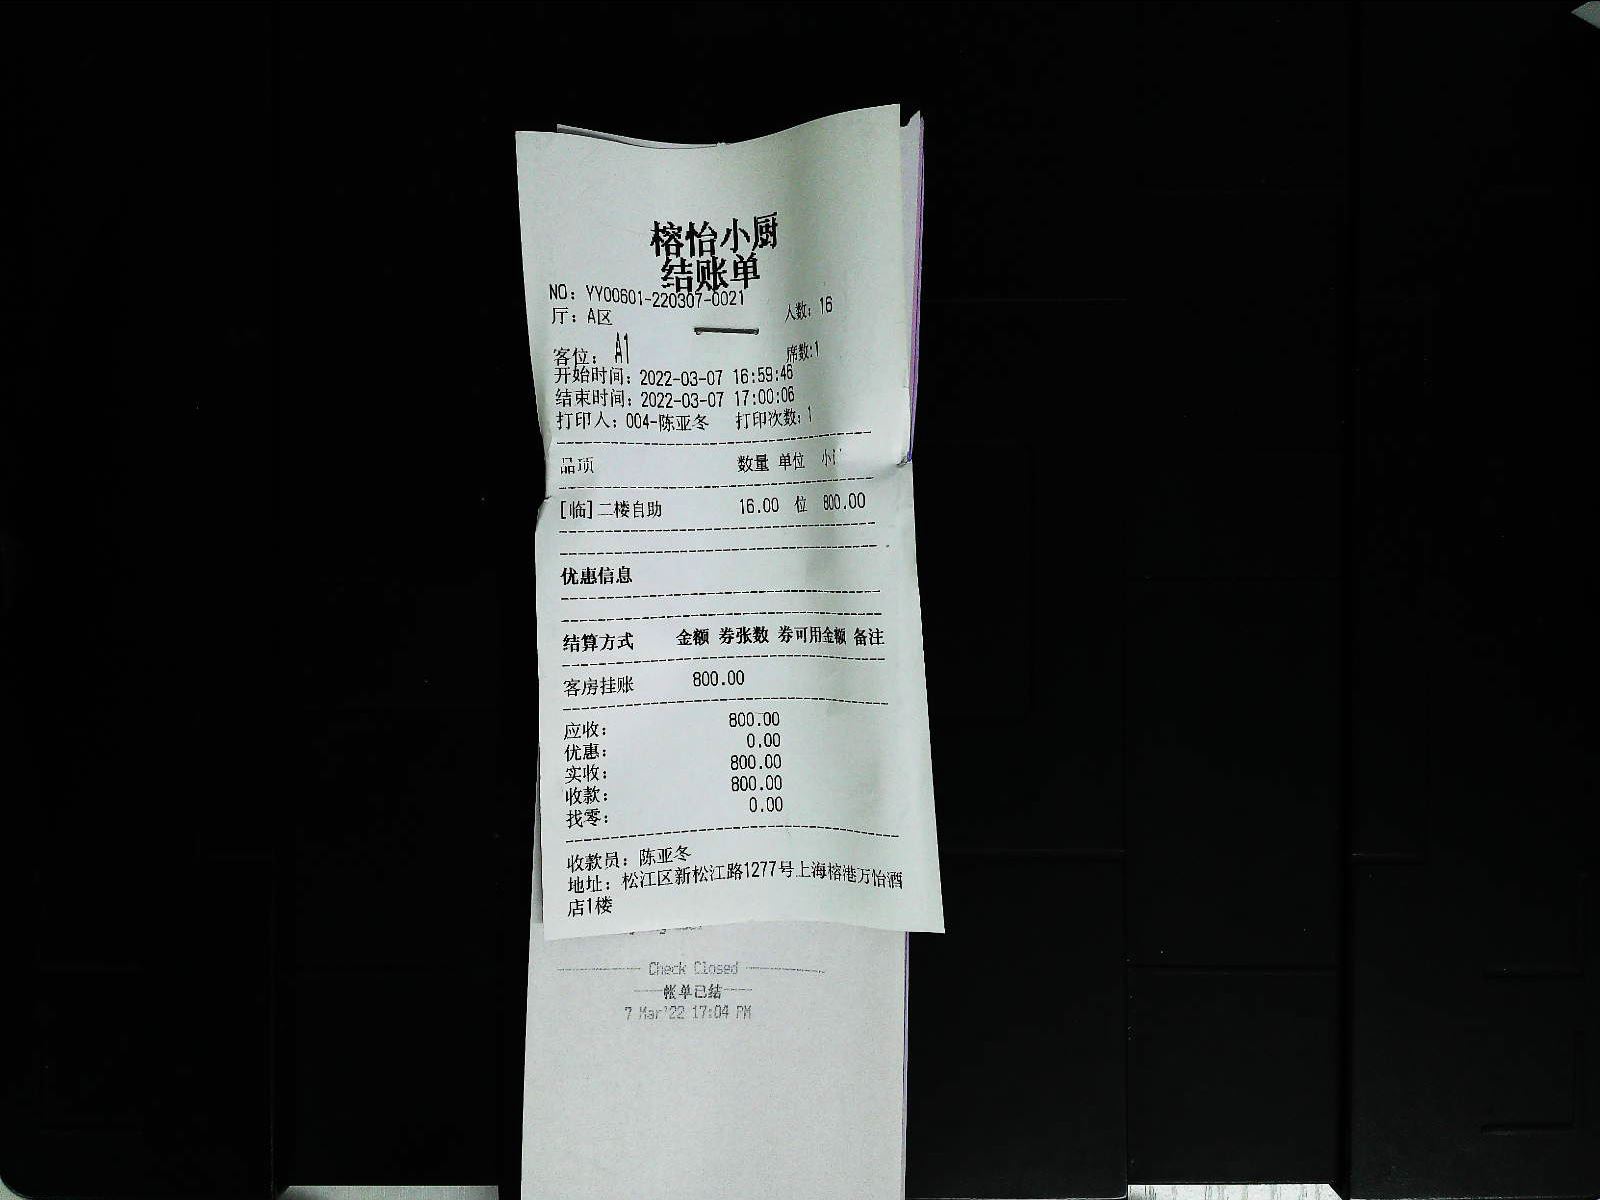 榕怡小厨
结账单
NO：YY00601-220307-0021
厅：A区 人数：16
客位：A1 席数:1
开始时间：2022-03-07 16:59:46
结束时间：2022-03-07 17:00:06
打印人：004-陈亚冬 打印次数：1
品项 数量 单位 小
[临]二楼自助 16.00 位 800.00
优惠信息
结算方式 金额 券张数 券可用金额 备注
客房挂账 800.00
应收： 800.00
优惠： 0.00
实收： 800.00
收款： 800.00
找零： 0.00
收款员：陈亚冬
地址：松江区新松江路1277号上海榕港万怡酒
店1楼
Check Closed
帐单已结
7 Mar'22 17:04 PM